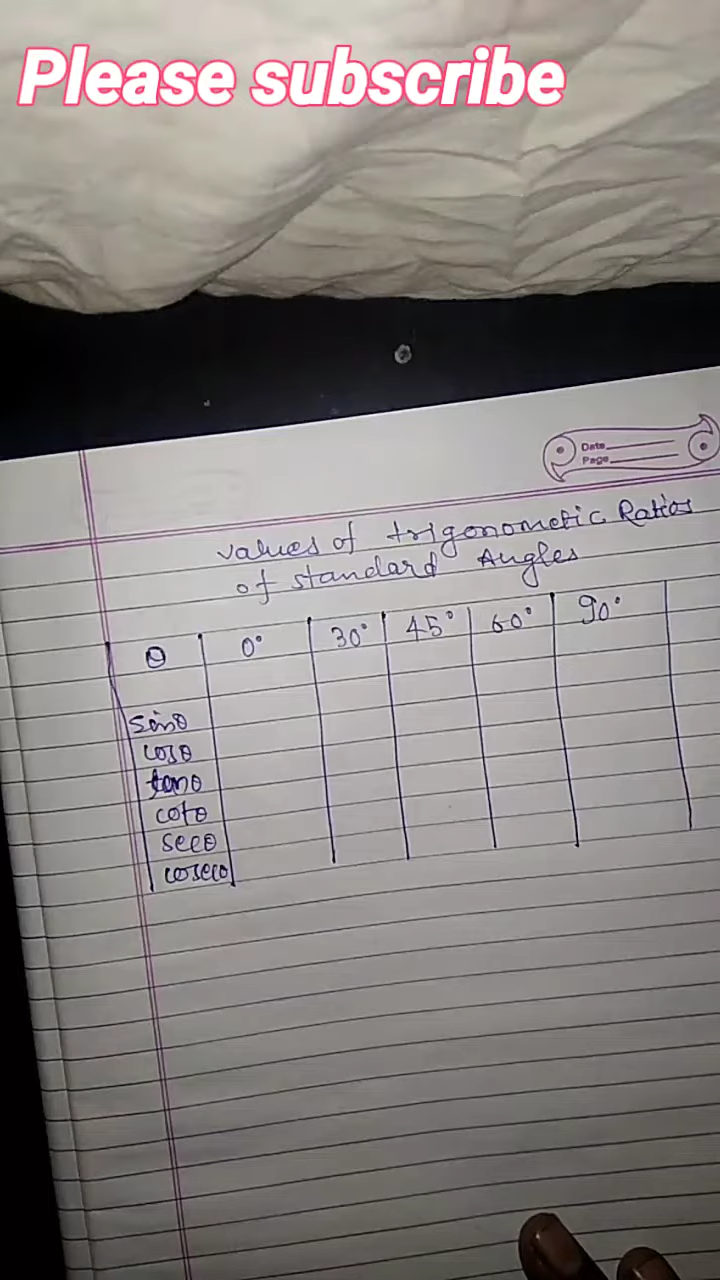 Please subscribe
Date
Page
values of trigonometic Ratios
of standard Angles
θ 0° 30° 45° 60° 90°
sinθ
cosθ
tanθ
cotθ
secθ
cosecθ